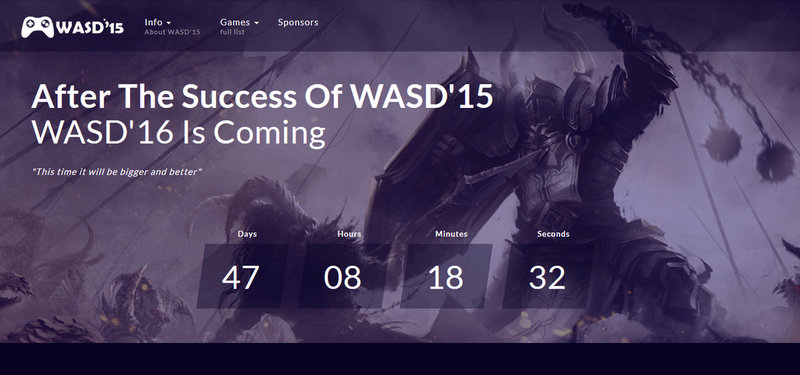 WASD'15
Info
About WASD'15
Games
full list
Sponsors
After The Success Of WASD'15
WASD'16 Is Coming
"This time it will be bigger and better"
Days Hours Minutes Seconds
47 08 18 32